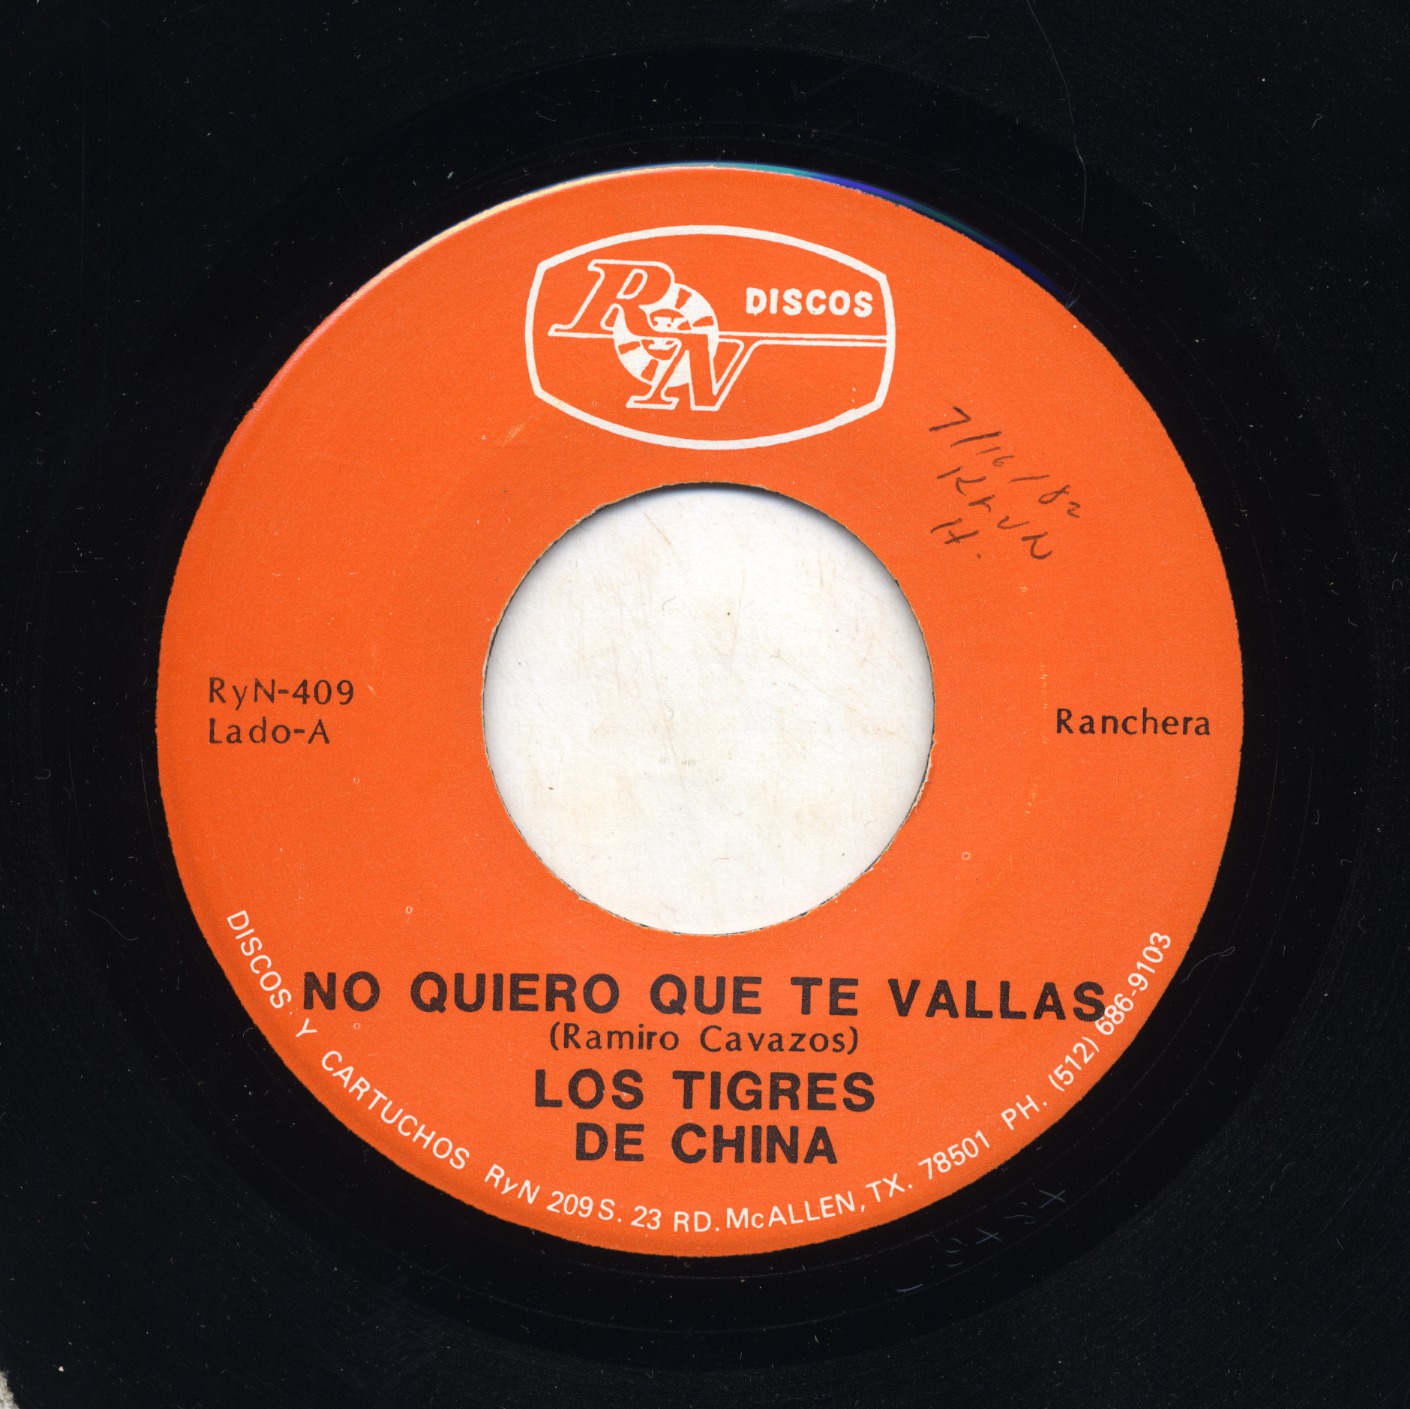 RyN
DISCOS
7/16/82
H.
RyN-409
Lado-A
Ranchera
NO QUIERO QUE TE VALLAS
(Ramiro Cavazos)
LOS TIGRES
DE CHINA
DISCOS Y CARTUCHOS RyN 209 S. 23 RD. McALLEN, TX. 78501 PH. (512) 686-9103